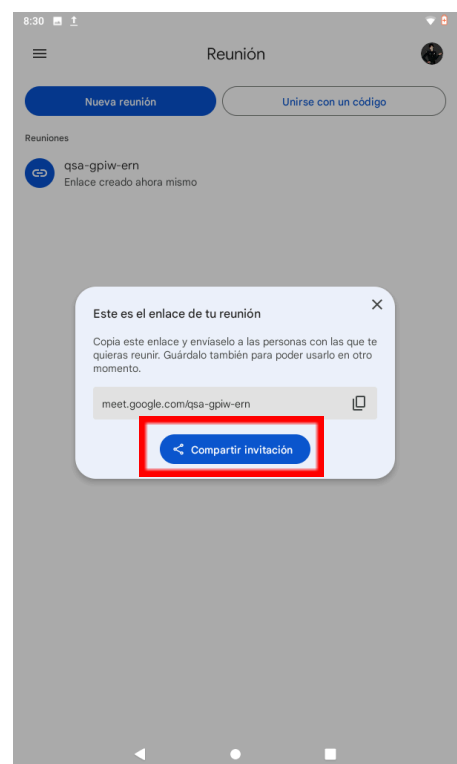 8:30
Reunión
Nueva reunión
Unirse con un código
Reuniones
qsa-gpiw-ern
Enlace creado ahora mismo
Este es el enlace de tu reunión
Copia este enlace y envíaselo a las personas con las que te
quieras reunir. Guárdalo también para poder usarlo en otro
momento.
meet.google.com/qsa-gpiw-ern
Compartir invitación